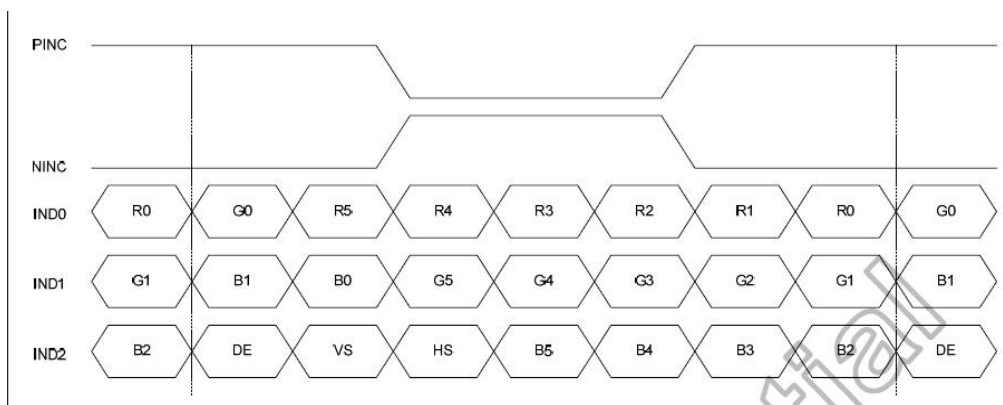 PINC
NINC
IND0 R0 G0 R5 R4 R3 R2 R1 R0 G0
IND1 G1 B1 B0 G5 G4 G3 G2 G1 B1
IND2 B2 DE VS HS B5 B4 B3 B2 DE